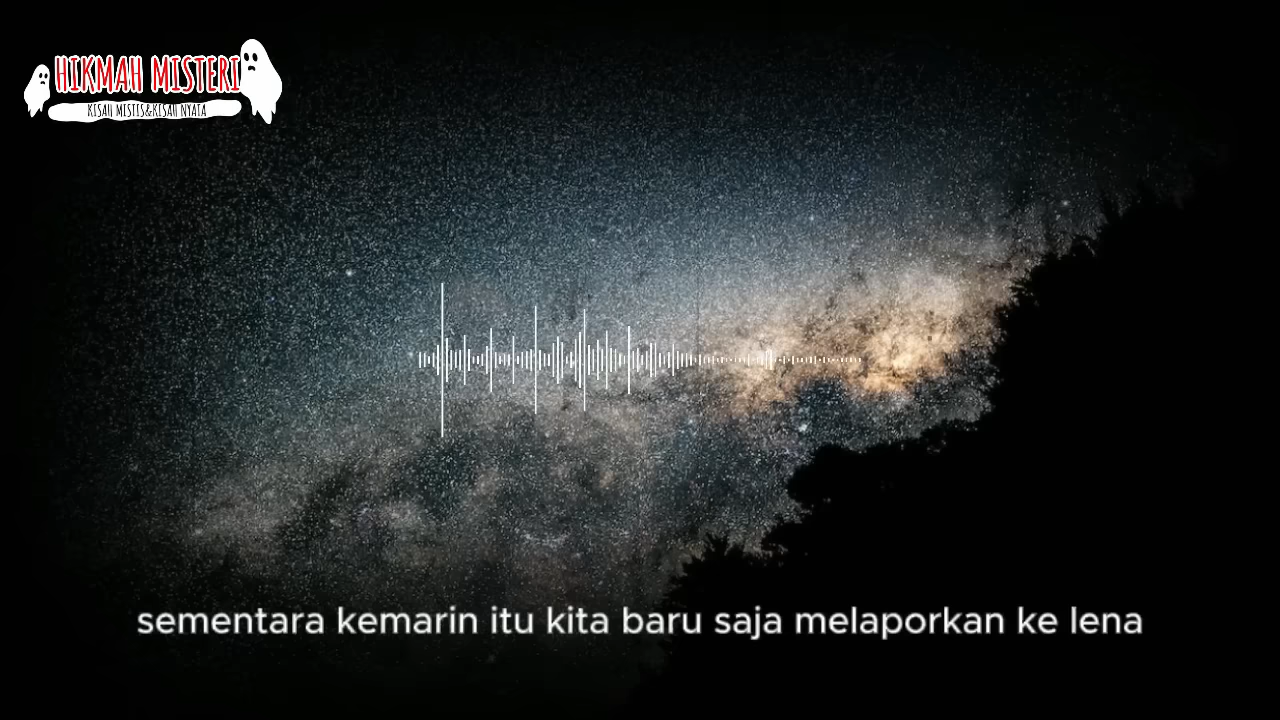 HIKMAH MISTERI
KISAH MISTIS&KISAH NYATA
sementara kemarin itu kita baru saja melaporkan ke lena